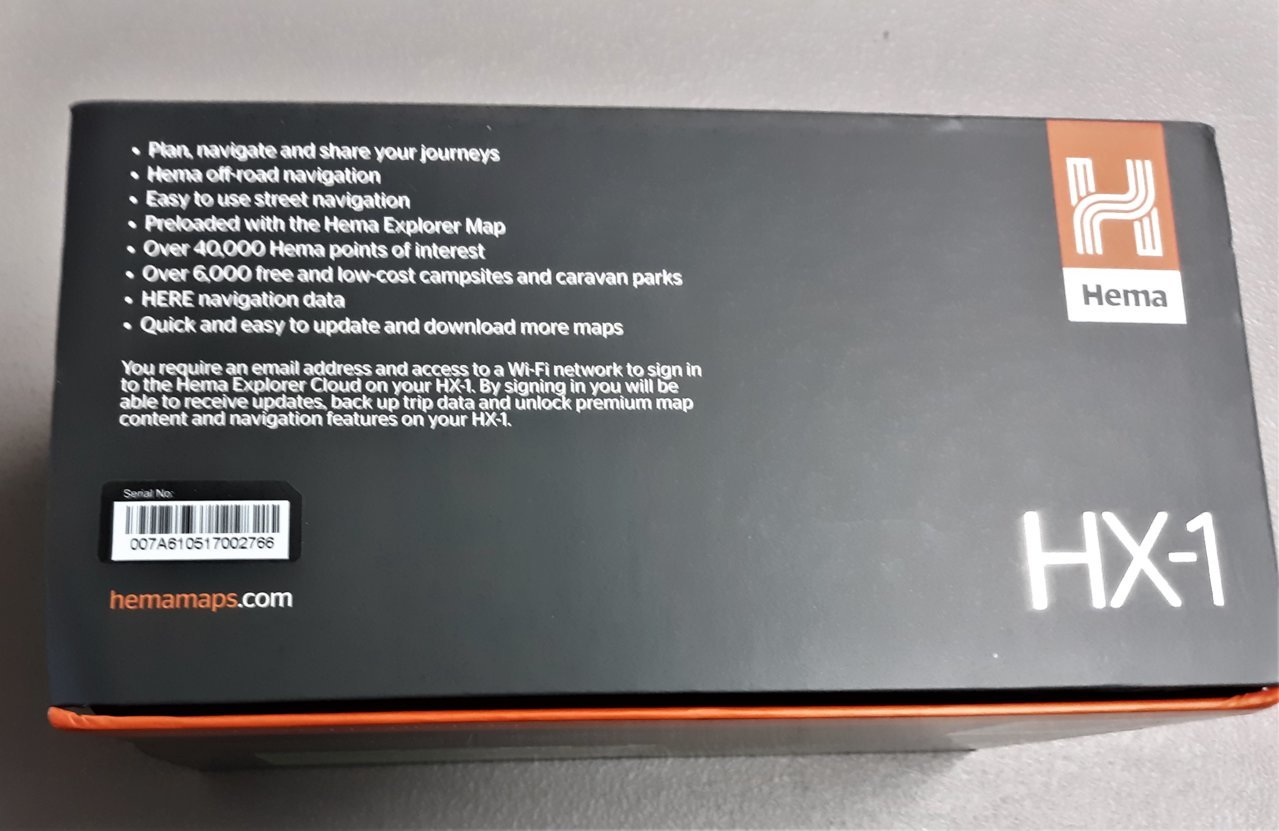 • Plan, navigate and share your journeys
• Hema off-road navigation
• Easy to use street navigation
• Preloaded with the Hema Explorer Map
• Over 40,000 Hema points of interest
• Over 6,000 free and low-cost campsites and caravan parks
• HERE navigation data
• Quick and easy to update and download more maps
You require an email address and access to a Wi-Fi network to sign in
to the Hema Explorer Cloud on your HX-1. By signing in you will be
able to receive updates, back up trip data and unlock premium map
content and navigation features on your HX-1.
Serial No:
007A610517002766
hemamaps.com
H
Hema
HX-1